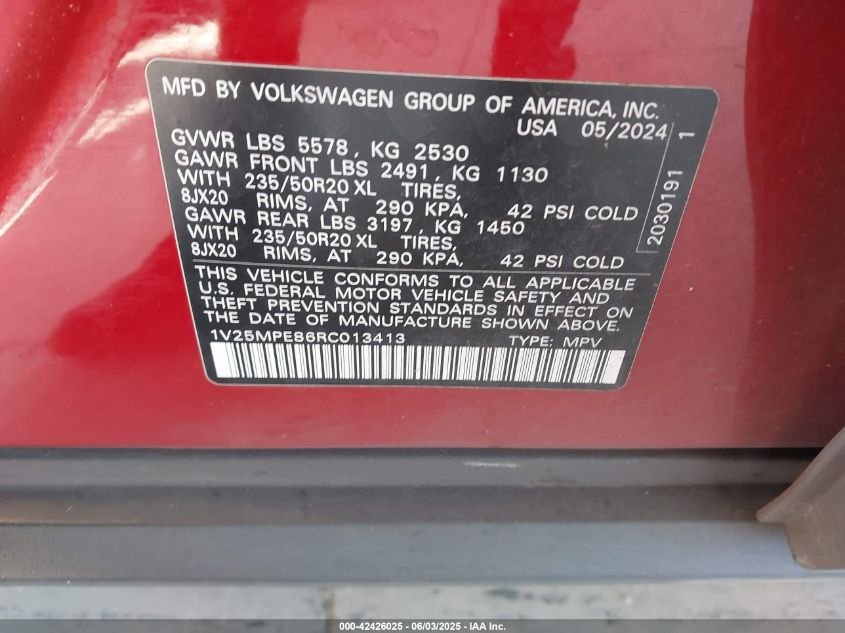 MFD BY VOLKSWAGEN GROUP OF AMERICA, INC.
USA 05/2024
GVWR LBS 5578, KG 2530
GAWR FRONT LBS 2491, KG 1130
WITH 235/50R20 XL TIRES,
8JX20 RIMS, AT 290 KPA, 42 PSI COLD
GAWR REAR LBS 3197, KG 1450
WITH 235/50R20 XL TIRES,
8JX20 RIMS, AT 290 KPA, 42 PSI COLD
2030191 1
THIS VEHICLE CONFORMS TO ALL APPLICABLE
U.S. FEDERAL MOTOR VEHICLE SAFETY AND
THEFT PREVENTION STANDARDS IN EFFECT ON
THE DATE OF MANUFACTURE SHOWN ABOVE.
1V25MPE86RC013413 TYPE: MPV
000-42426025 - 06/03/2025 - IAA Inc.